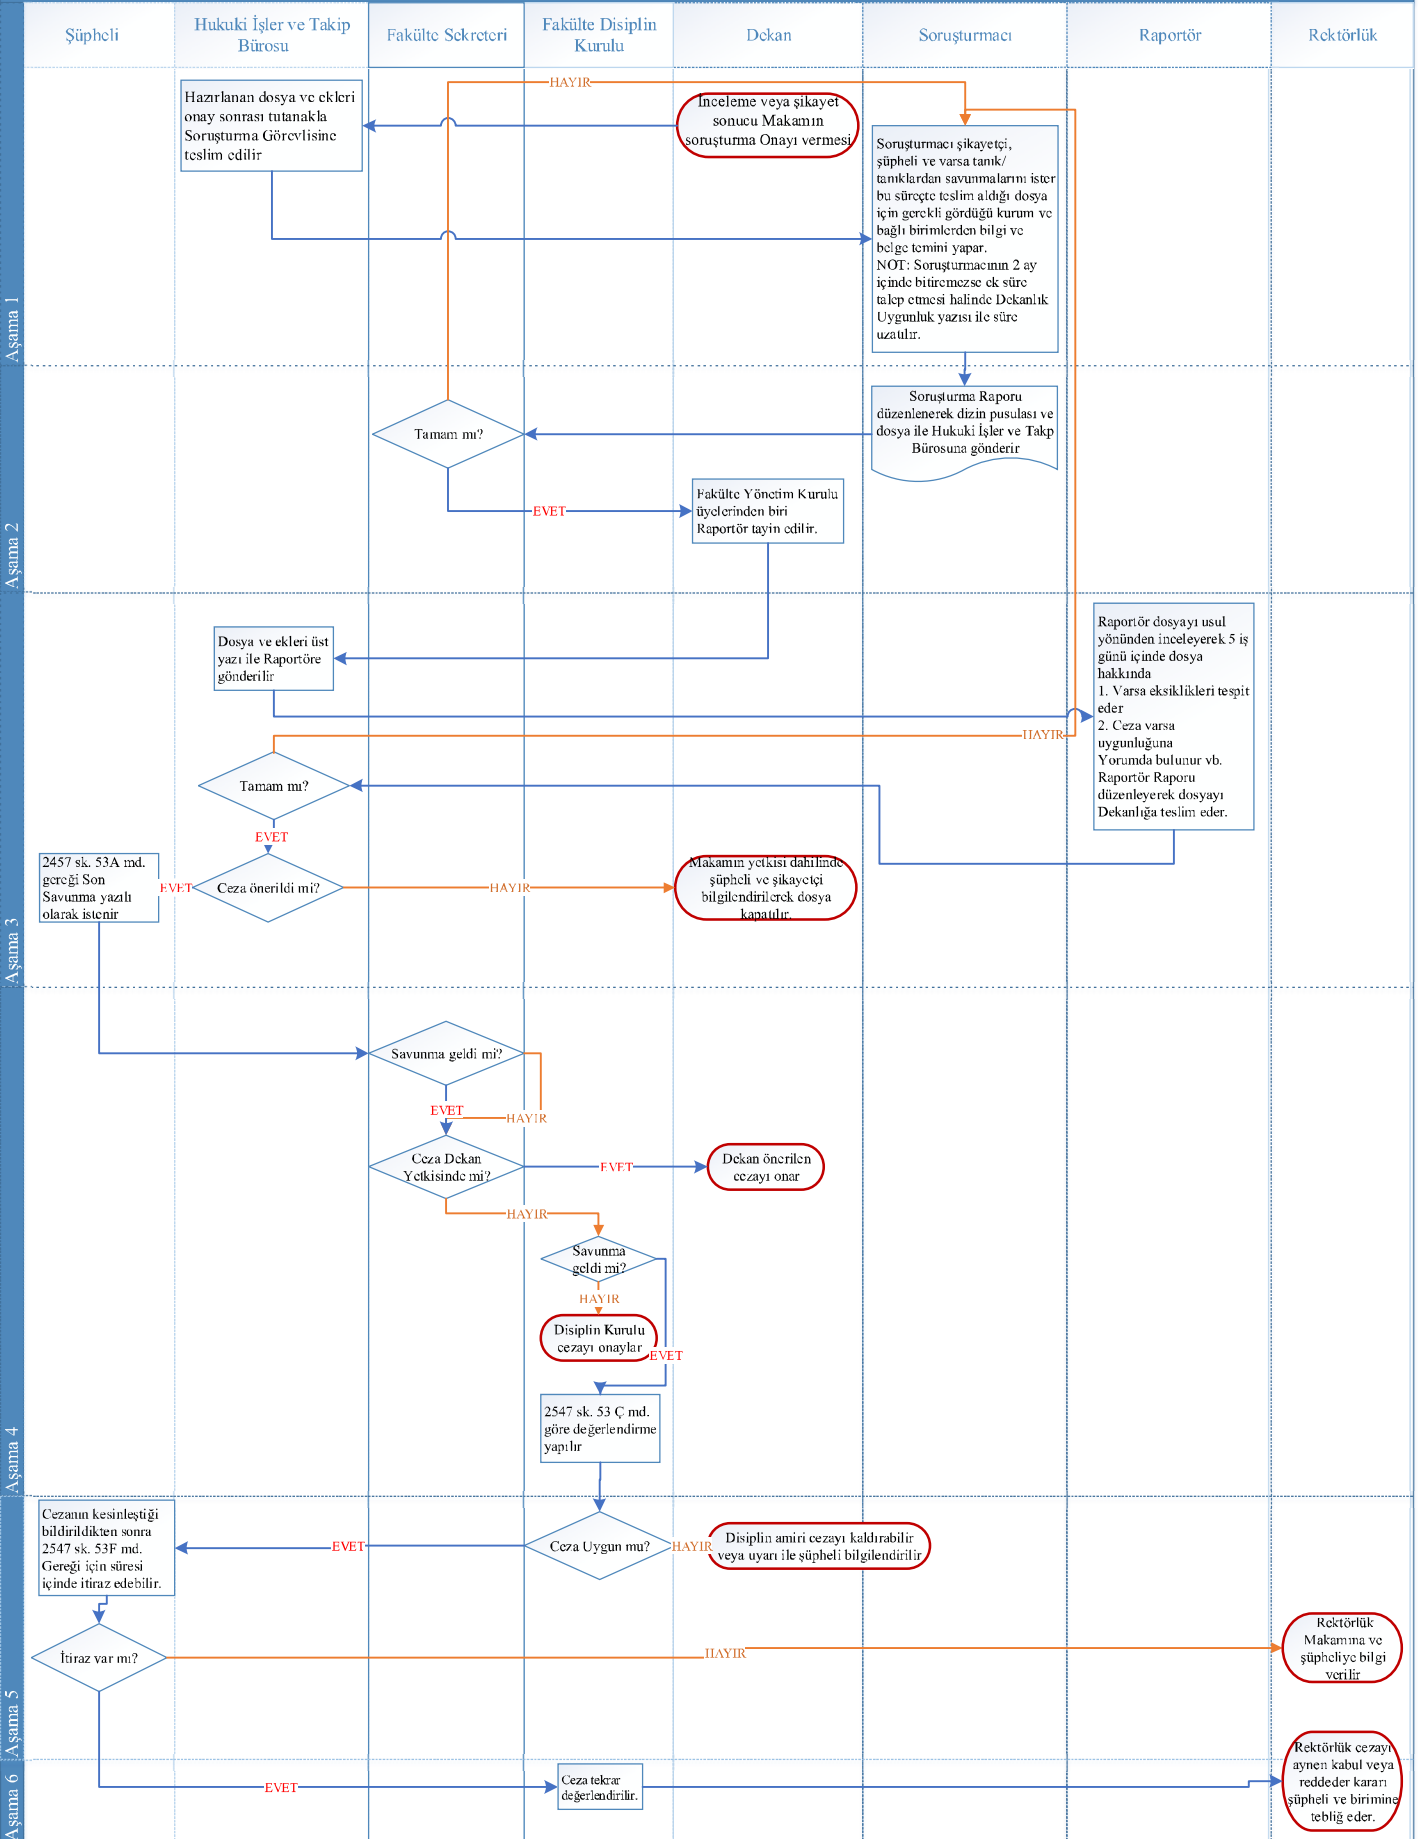 Şüpheli
Hukuki İşler ve Takip
Bürosu
Fakülte Sekreteri
Fakülte Disiplin
Kurulu
Dekan
Soruşturmacı
Raportör
Rektörlük
Aşama 1
HAYIR
Hazırlanan dosya ve ekleri
onay sonrası tutanakla
Soruşturma Görevlisine
teslim edilir
İnceleme veya şikayet
sonucu Makamın
soruşturma Onayı vermesi
Soruşturmacı şikayetçi,
şüpheli ve varsa tanık/
tanıklardan savunmalarını ister
bu süreçte teslim aldığı dosya
için gerekli gördüğü kurum ve
bağlı birimlerden bilgi ve
belge temini yapar.
NOT: Soruşturmacının 2 ay
içinde bitiremezse ek süre
talep etmesi halinde Dekanlık
Uygunluk yazısı ile süre
uzatılır.
Aşama 2
Tamam mı?
Soruşturma Raporu
düzenlenerek dizin pusulası ve
dosya ile Hukuki İşler ve Takp
Bürosuna gönderir
EVET
Fakülte Yönetim Kurulu
üyelerinden biri
Raportör tayin edilir.
Aşama 3
Dosya ve ekleri üst
yazı ile Raportöre
gönderilir
Raportör dosyayı usul
yönünden inceleyerek 5 iş
günü içinde dosya
hakkında
1. Varsa eksiklikleri tespit
eder
2. Ceza varsa
uygunluğuna
Yorumda bulunur vb.
Raportör Raporu
düzenleyerek dosyayı
Dekanlığa teslim eder.
HAYIR
Tamam mı?
EVET
2457 sk. 53A md.
gereği Son
Savunma yazılı
olarak istenir
EVET
Ceza önerildi mi?
HAYIR
Makamın yetkisi dahilinde
şüpheli ve şikayetçi
bilgilendirilerek dosya
kapatılır.
Aşama 4
Savunma geldi mi?
EVET
HAYIR
Ceza Dekan
Yetkisinde mi?
EVET
Dekan önerilen
cezayı onar
HAYIR
Savunma
geldi mi?
HAYIR
Disiplin Kurulu
cezayı onaylar
EVET
2547 sk. 53 Ç md.
göre değerlendirme
yapılır
Aşama 5
Cezanın kesinleştiği
bildirildikten sonra
2547 sk. 53F md.
Gereği için süresi
içinde itiraz edebilir.
EVET
Ceza Uygun mu?
HAYIR
Disiplin amiri cezayı kaldırabilir
veya uyarı ile şüpheli bilgilendirilir
İtiraz var mı?
HAYIR
Rektörlük
Makamına ve
şüpheliye bilgi
verilir
Aşama 6
EVET
Ceza tekrar
değerlendirilir.
Rektörlük cezayı
aynen kabul veya
reddeder kararı
şüpheli ve birimine
tebliğ eder.